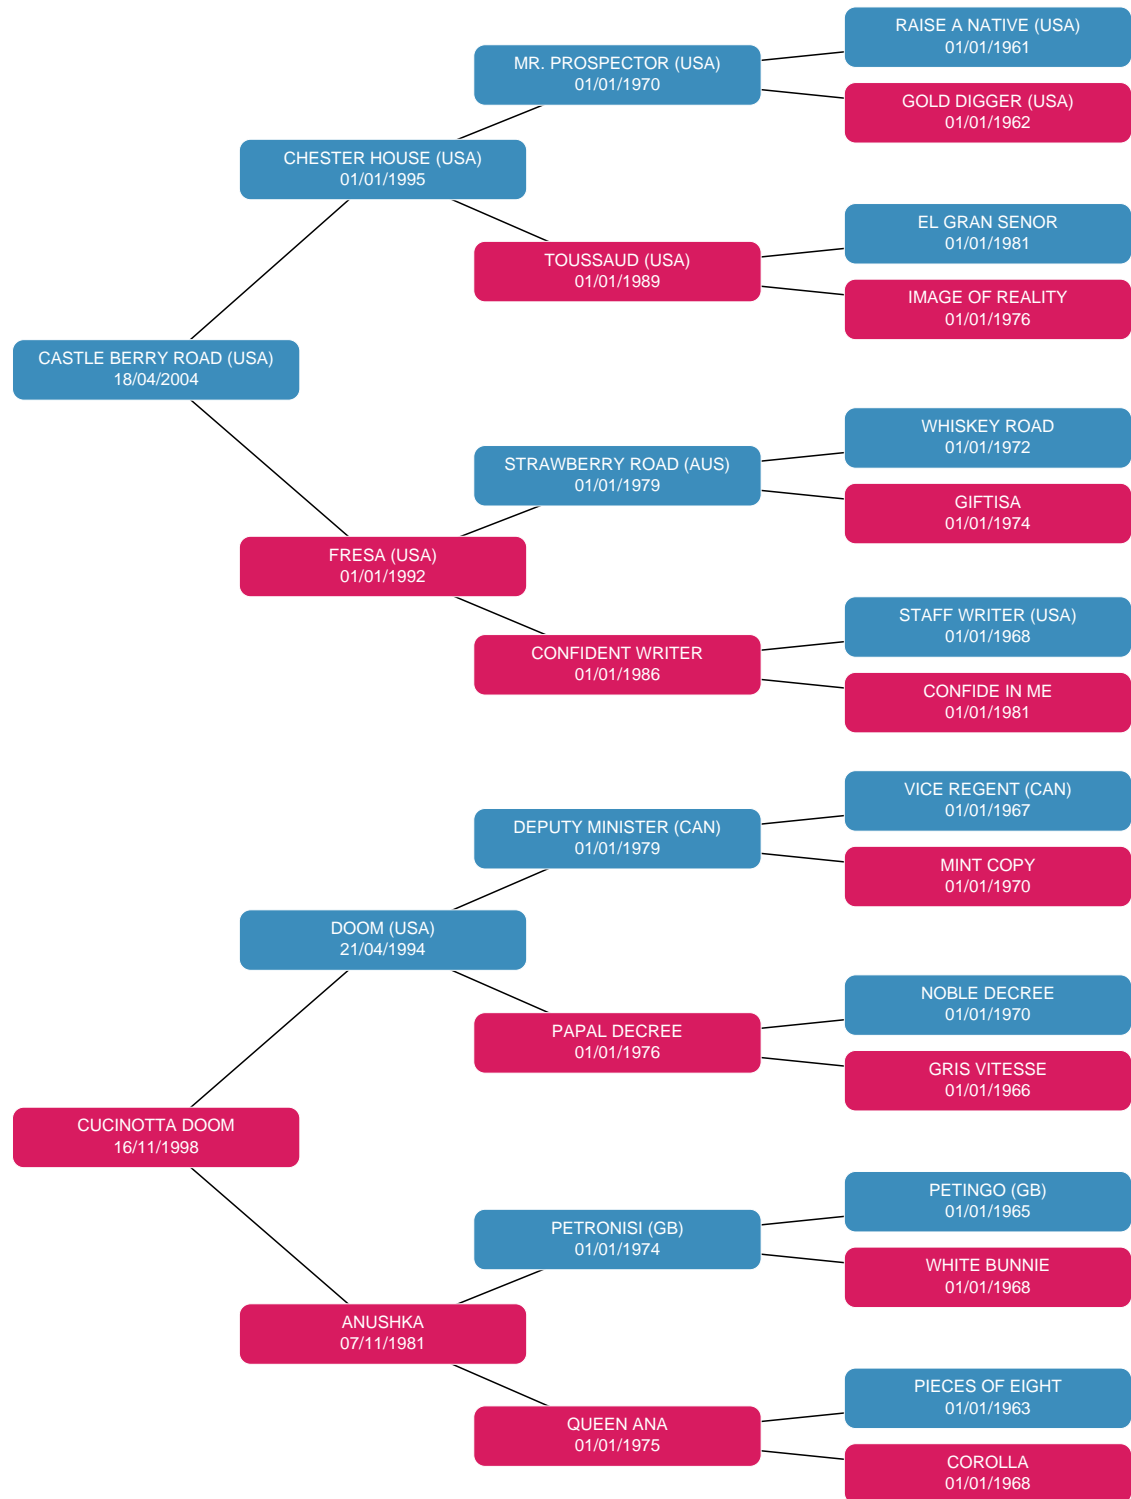 RAISE A NATIVE (USA)
01/01/1961
MR. PROSPECTOR (USA)
01/01/1970
GOLD DIGGER (USA)
01/01/1962
CHESTER HOUSE (USA)
01/01/1995
EL GRAN SENOR
01/01/1981
TOUSSAUD (USA)
01/01/1989
IMAGE OF REALITY
01/01/1976
CASTLE BERRY ROAD (USA)
18/04/2004
WHISKEY ROAD
01/01/1972
STRAWBERRY ROAD (AUS)
01/01/1979
GIFTISA
01/01/1974
FRESA (USA)
01/01/1992
STAFF WRITER (USA)
01/01/1968
CONFIDENT WRITER
01/01/1986
CONFIDE IN ME
01/01/1981
VICE REGENT (CAN)
01/01/1967
DEPUTY MINISTER (CAN)
01/01/1979
MINT COPY
01/01/1970
DOOM (USA)
21/04/1994
NOBLE DECREE
01/01/1970
PAPAL DECREE
01/01/1976
GRIS VITESSE
01/01/1966
CUCINOTTA DOOM
16/11/1998
PETINGO (GB)
01/01/1965
PETRONISI (GB)
01/01/1974
WHITE BUNNIE
01/01/1968
ANUSHKA
07/11/1981
PIECES OF EIGHT
01/01/1963
QUEEN ANA
01/01/1975
COROLLA
01/01/1968